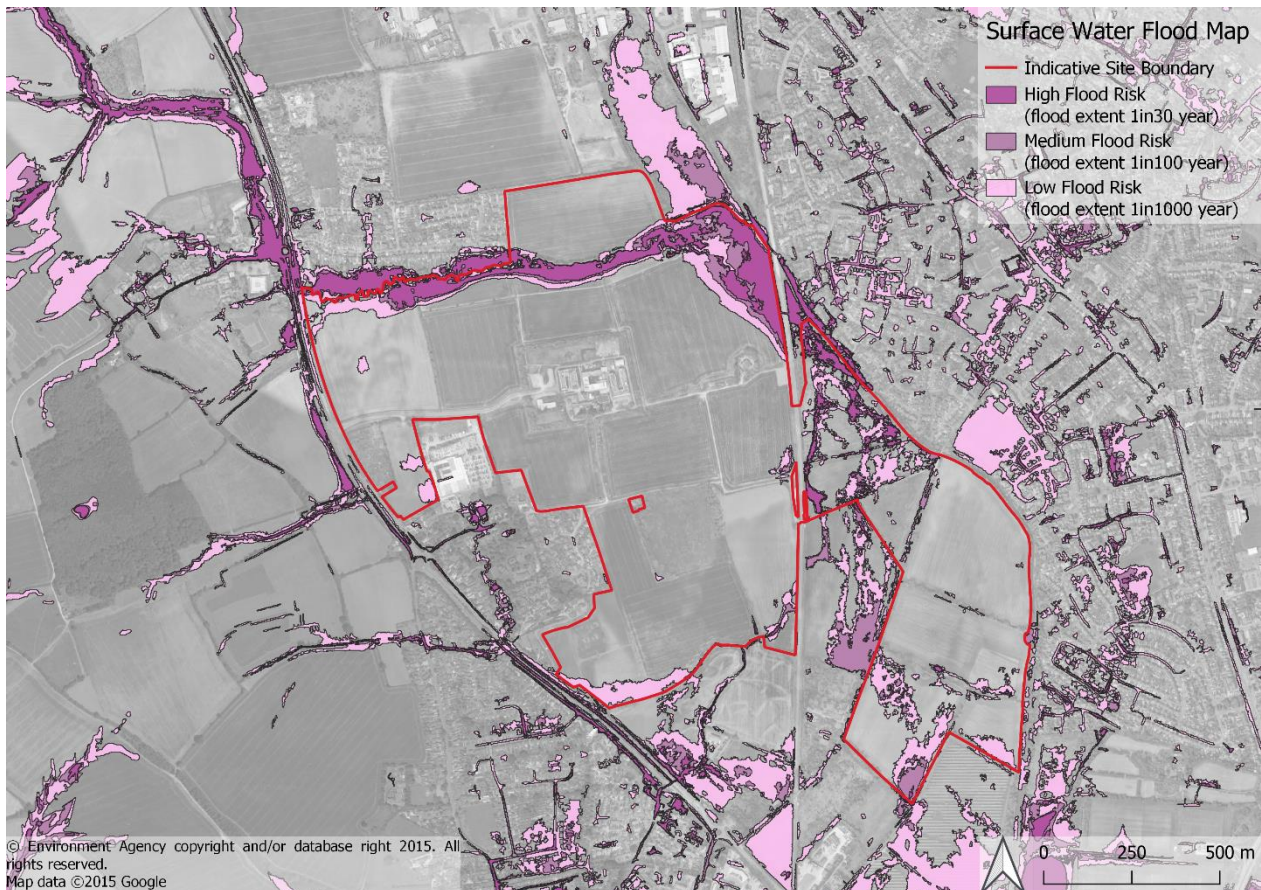 Surface Water Flood Map
Indicative Site Boundary
High Flood Risk
(flood extent 1in30 year)
Medium Flood Risk
(flood extent 1in100 year)
Low Flood Risk
(flood extent 1in1000 year)
© Environment Agency copyright and/or database right 2015. All
rights reserved.
Map data ©2015 Google
0 250 500 m